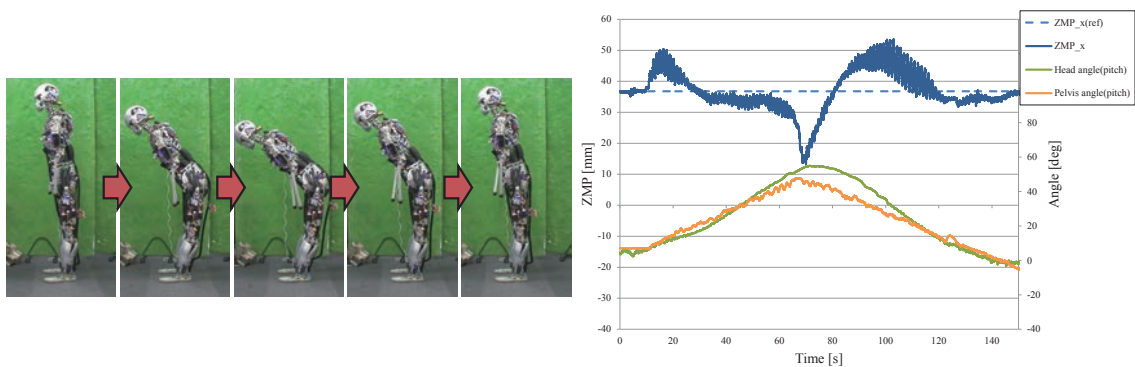 ZMP_x(ref)
ZMP_x
Head angle(pitch)
Pelvis angle(pitch)
60
50
40
30
20
10
0
-10
-20
-30
-40
ZMP [mm]
80
60
40
20
0
-20
-40
Angle [deg]
0 20 40 60 80 100 120 140
Time [s]